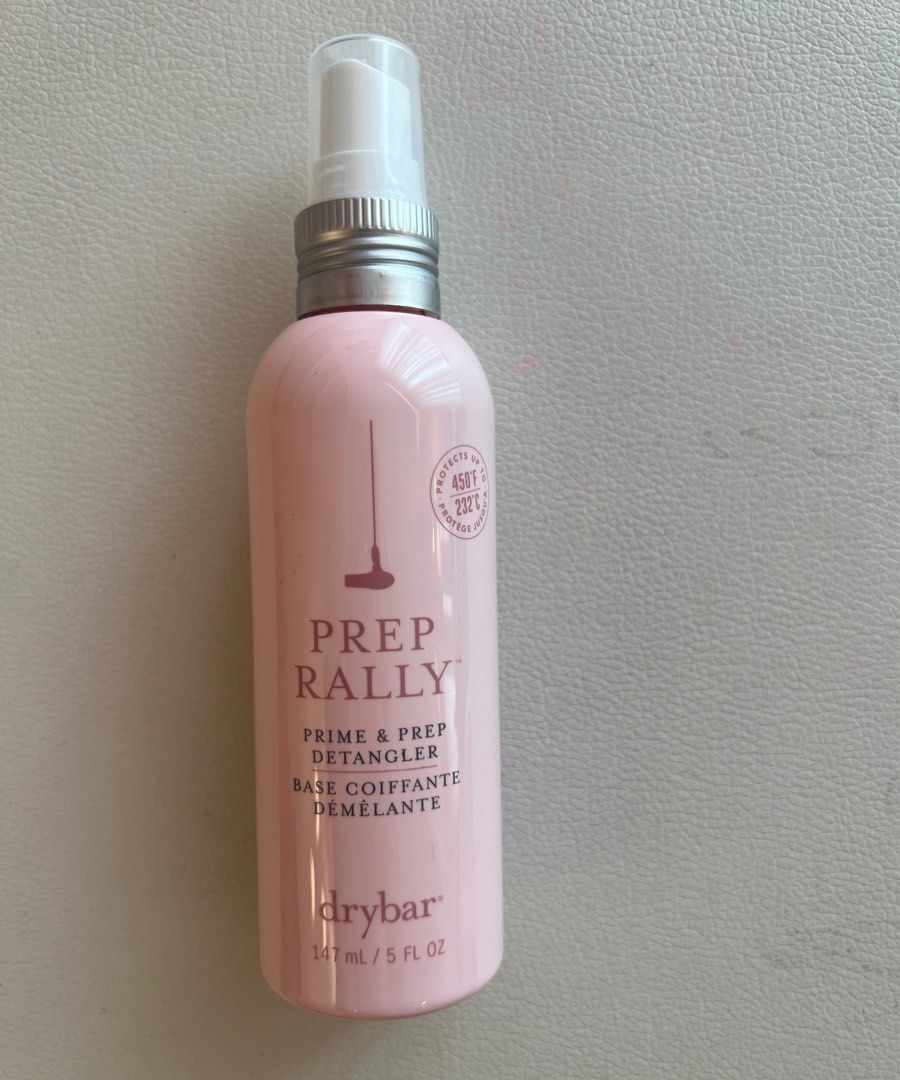 PROTECTS UP TO
450°F
232°C
PROTÈGE JUSQU'À
PREP
RALLY™
PRIME & PREP
DETANGLER
BASE COIFFANTE
DÉMÊLANTE
drybar®
147 mL / 5 FL OZ